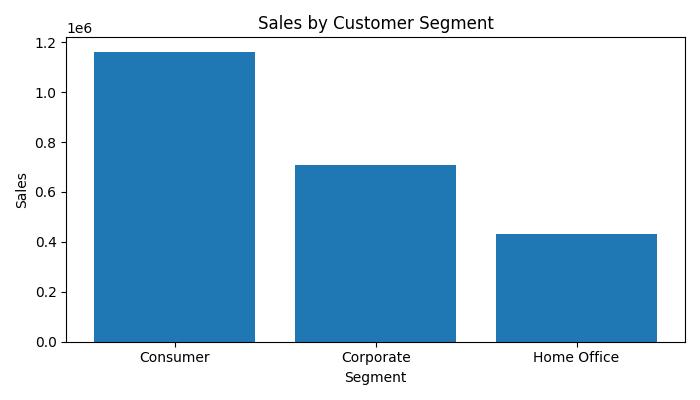 Sales by Customer Segment
1e6
1.2
1.0
0.8
0.6
0.4
0.2
0.0
Sales
Consumer Corporate Home Office
Segment